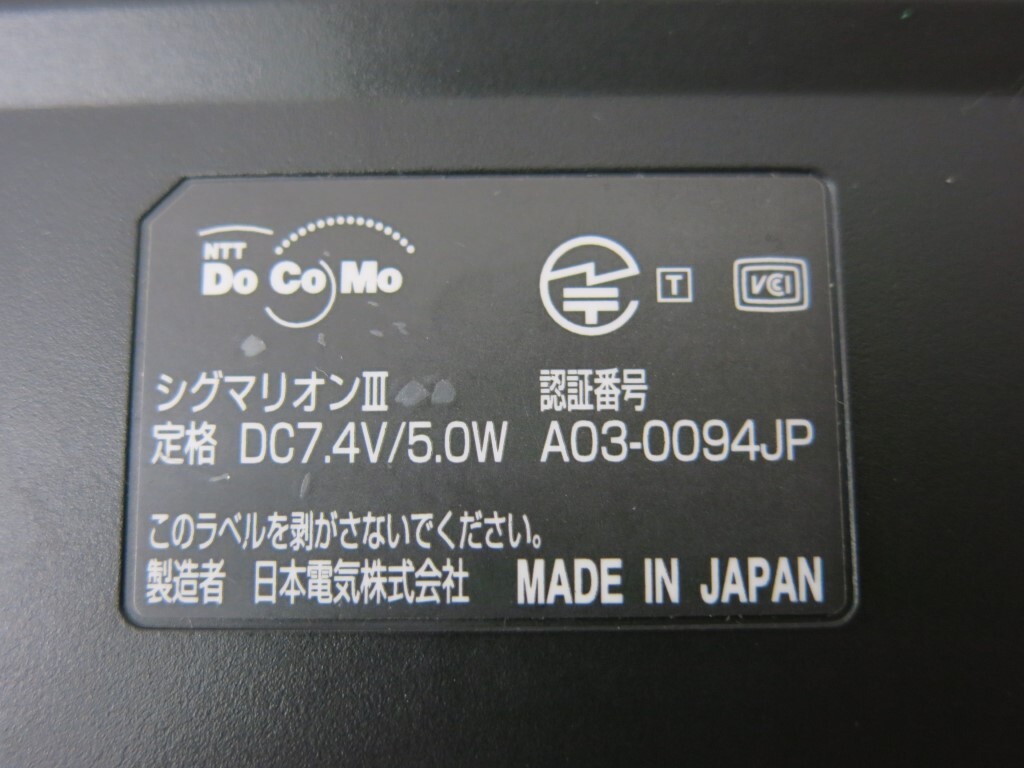 NTT
DoCoMo
T
VCCI
シグマリオンⅢ
認証番号
定格 DC7.4V/5.0W
A03-0094JP
このラベルを剥がさないでください。
製造者 日本電気株式会社
MADE IN JAPAN